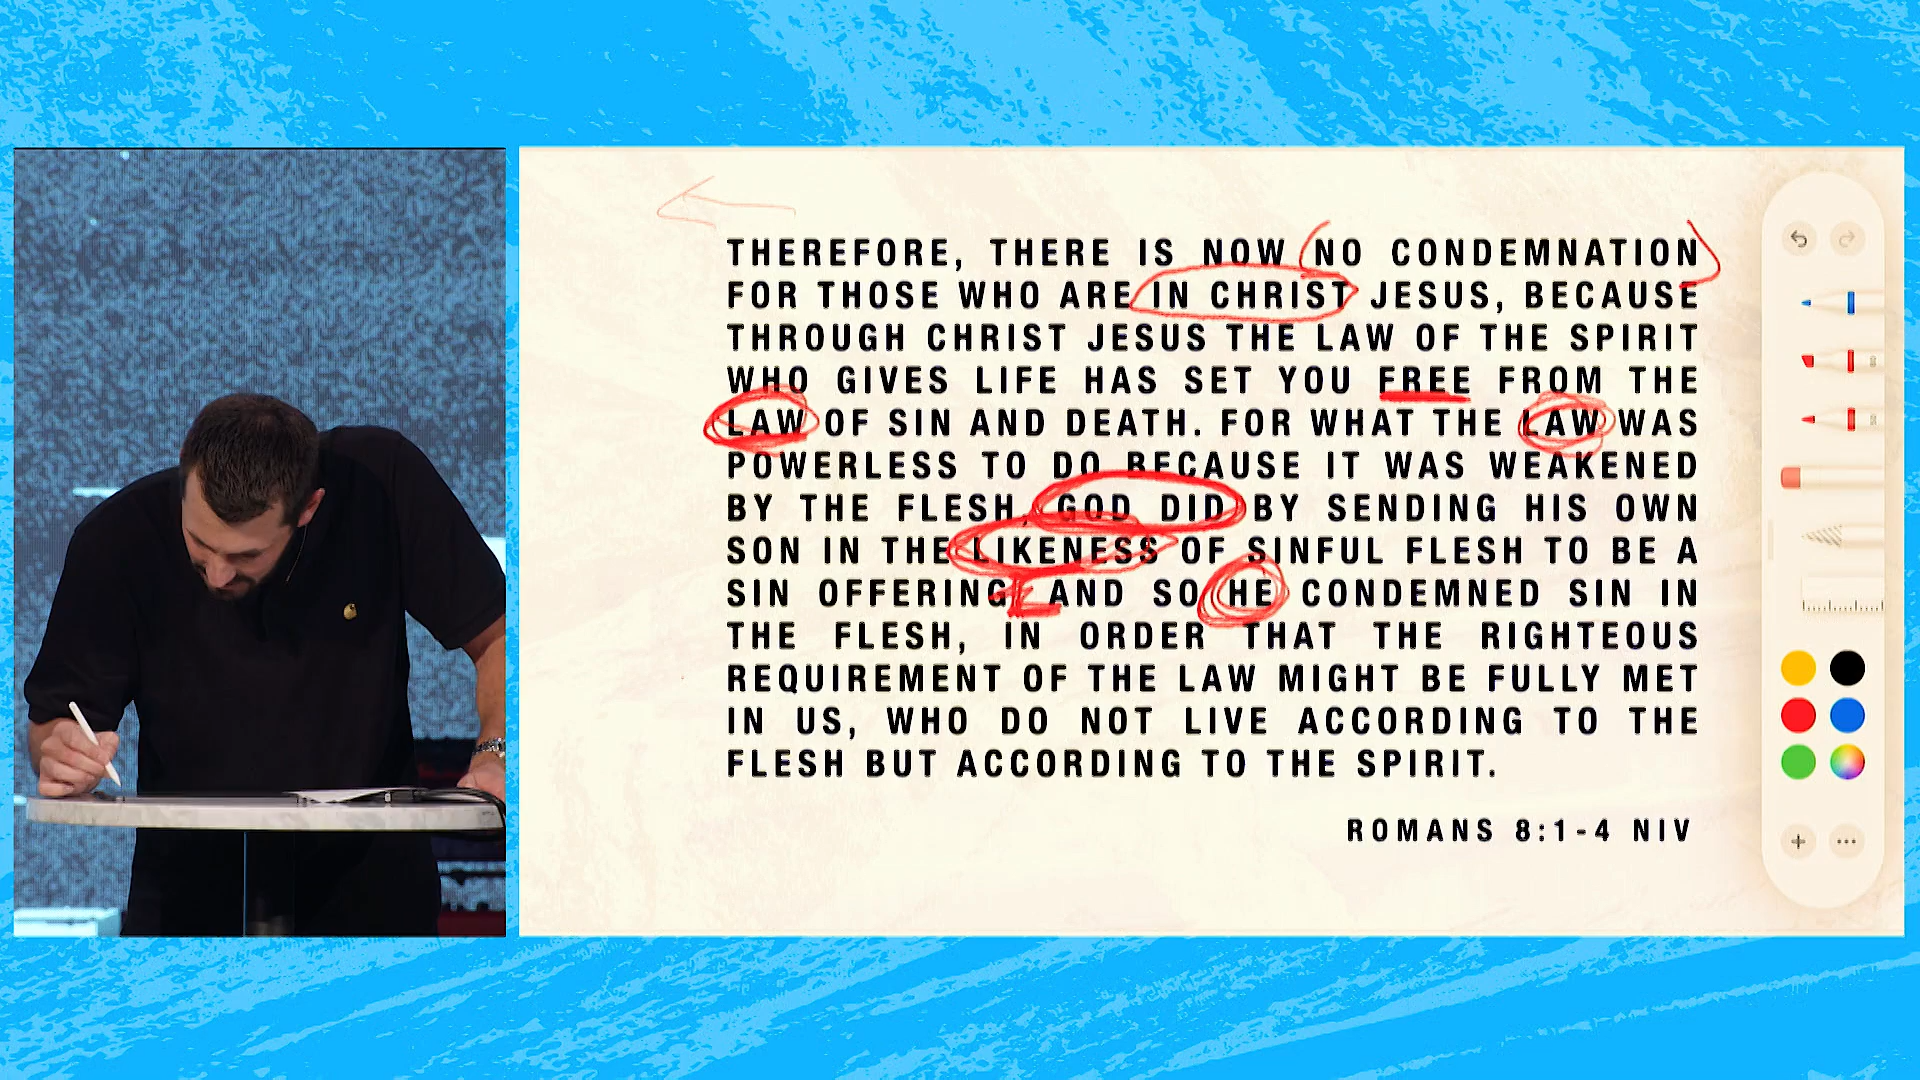 THEREFORE, THERE IS NOW NO CONDEMNATION
FOR THOSE WHO ARE IN CHRIST JESUS, BECAUSE
THROUGH CHRIST JESUS THE LAW OF THE SPIRIT
WHO GIVES LIFE HAS SET YOU FREE FROM THE
LAW OF SIN AND DEATH. FOR WHAT THE LAW WAS
POWERLESS TO DO BECAUSE IT WAS WEAKENED
BY THE FLESH, GOD DID BY SENDING HIS OWN
SON IN THE LIKENESS OF SINFUL FLESH TO BE A
SIN OFFERING. AND SO HE CONDEMNED SIN IN
THE FLESH, IN ORDER THAT THE RIGHTEOUS
REQUIREMENT OF THE LAW MIGHT BE FULLY MET
IN US, WHO DO NOT LIVE ACCORDING TO THE
FLESH BUT ACCORDING TO THE SPIRIT.
ROMANS 8:1-4 NIV